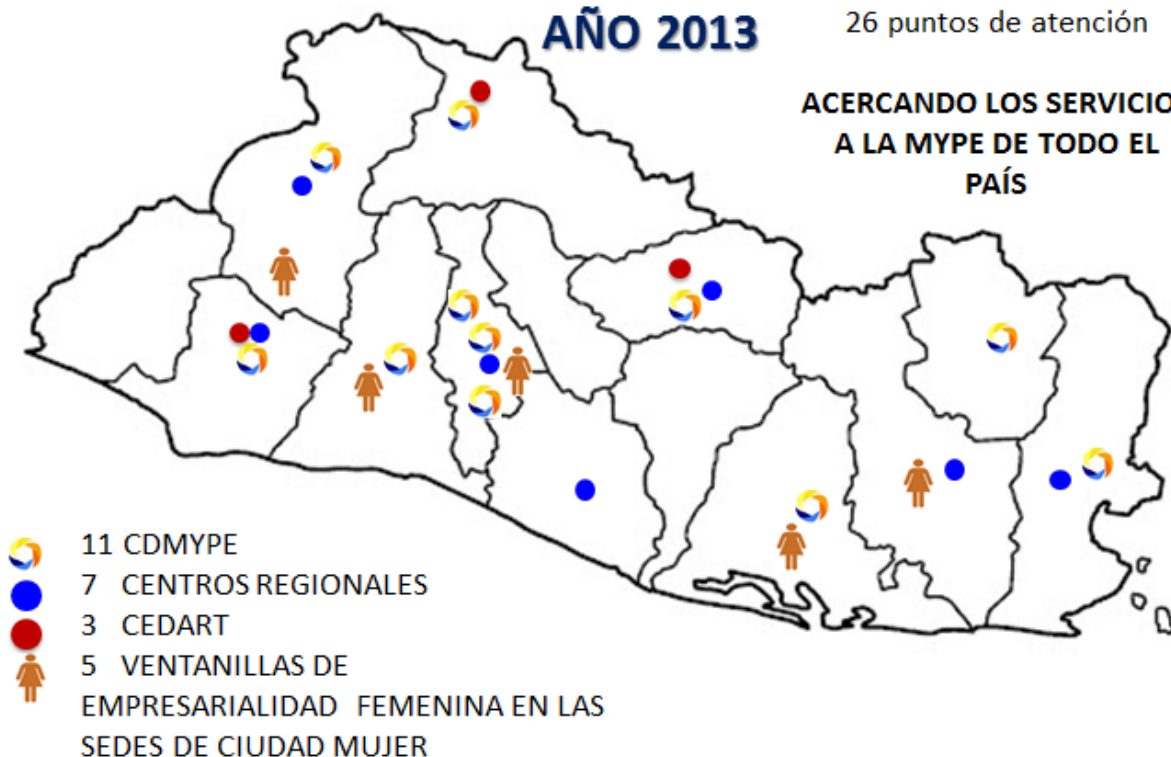 AÑO 2013
26 puntos de atención
ACERCANDO LOS SERVICIO
A LA MYPE DE TODO EL
PAÍS
11 CDMYPE
7 CENTROS REGIONALES
3 CEDART
5 VENTANILLAS DE
EMPRESARIALIDAD FEMENINA EN LAS
SEDES DE CIUDAD MUJER